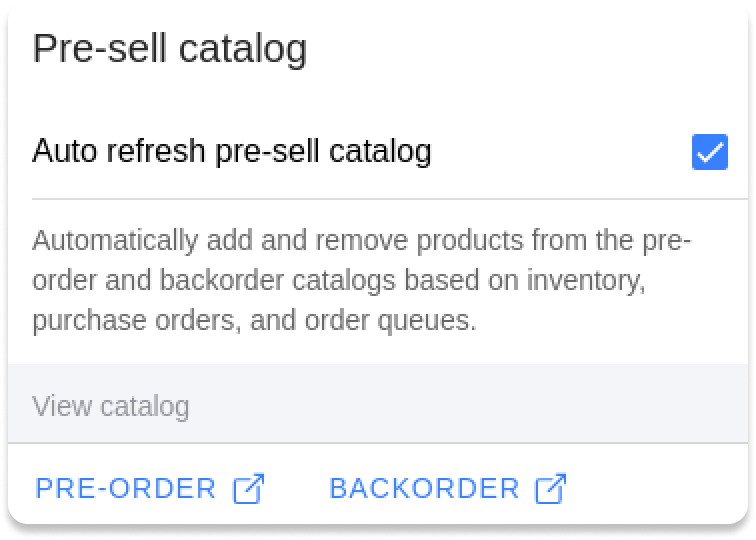 Pre-sell catalog
Auto refresh pre-sell catalog
Automatically add and remove products from the pre-
order and backorder catalogs based on inventory,
purchase orders, and order queues.
View catalog
PRE-ORDER BACKORDER